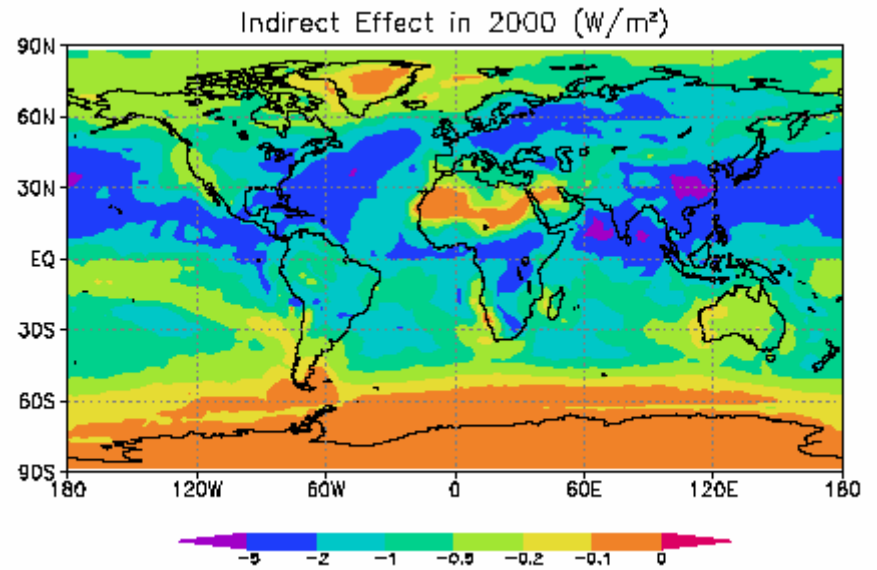 Indirect Effect in 2000 (W/m²)
90N
60N
30N
EQ
30S
60S
90S
180 120W 60W 0 60E 120E 180
-5 -2 -1 -0.5 -0.2 -0.1 0